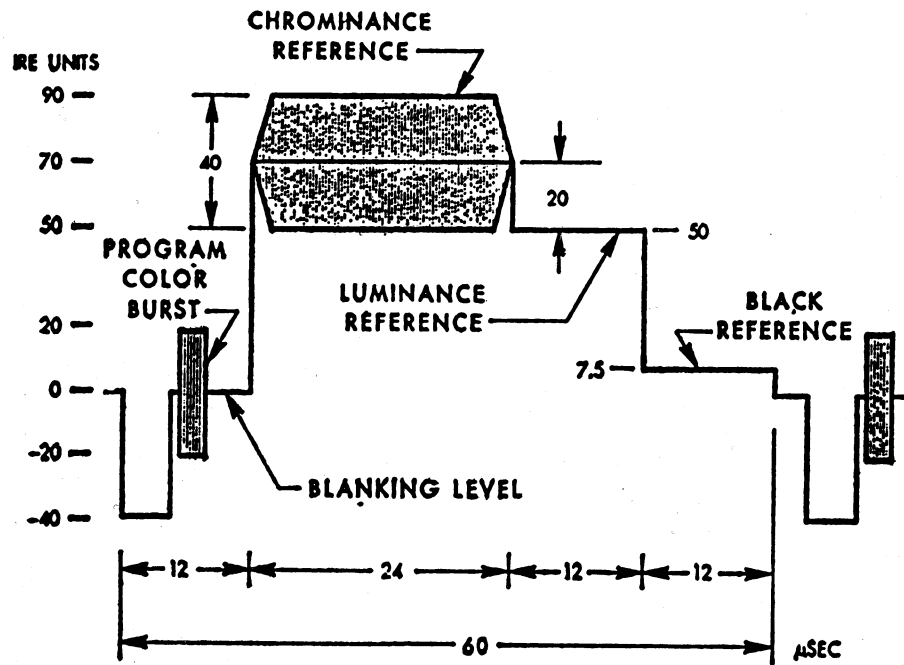 CHROMINANCE
REFERENCE
IRE UNITS
90
70
50
20
0
-20
-40
40
20
50
PROGRAM
COLOR
BURST
LUMINANCE
REFERENCE
BLACK
REFERENCE
7.5
BLANKING LEVEL
12
24
12
12
60
µSEC